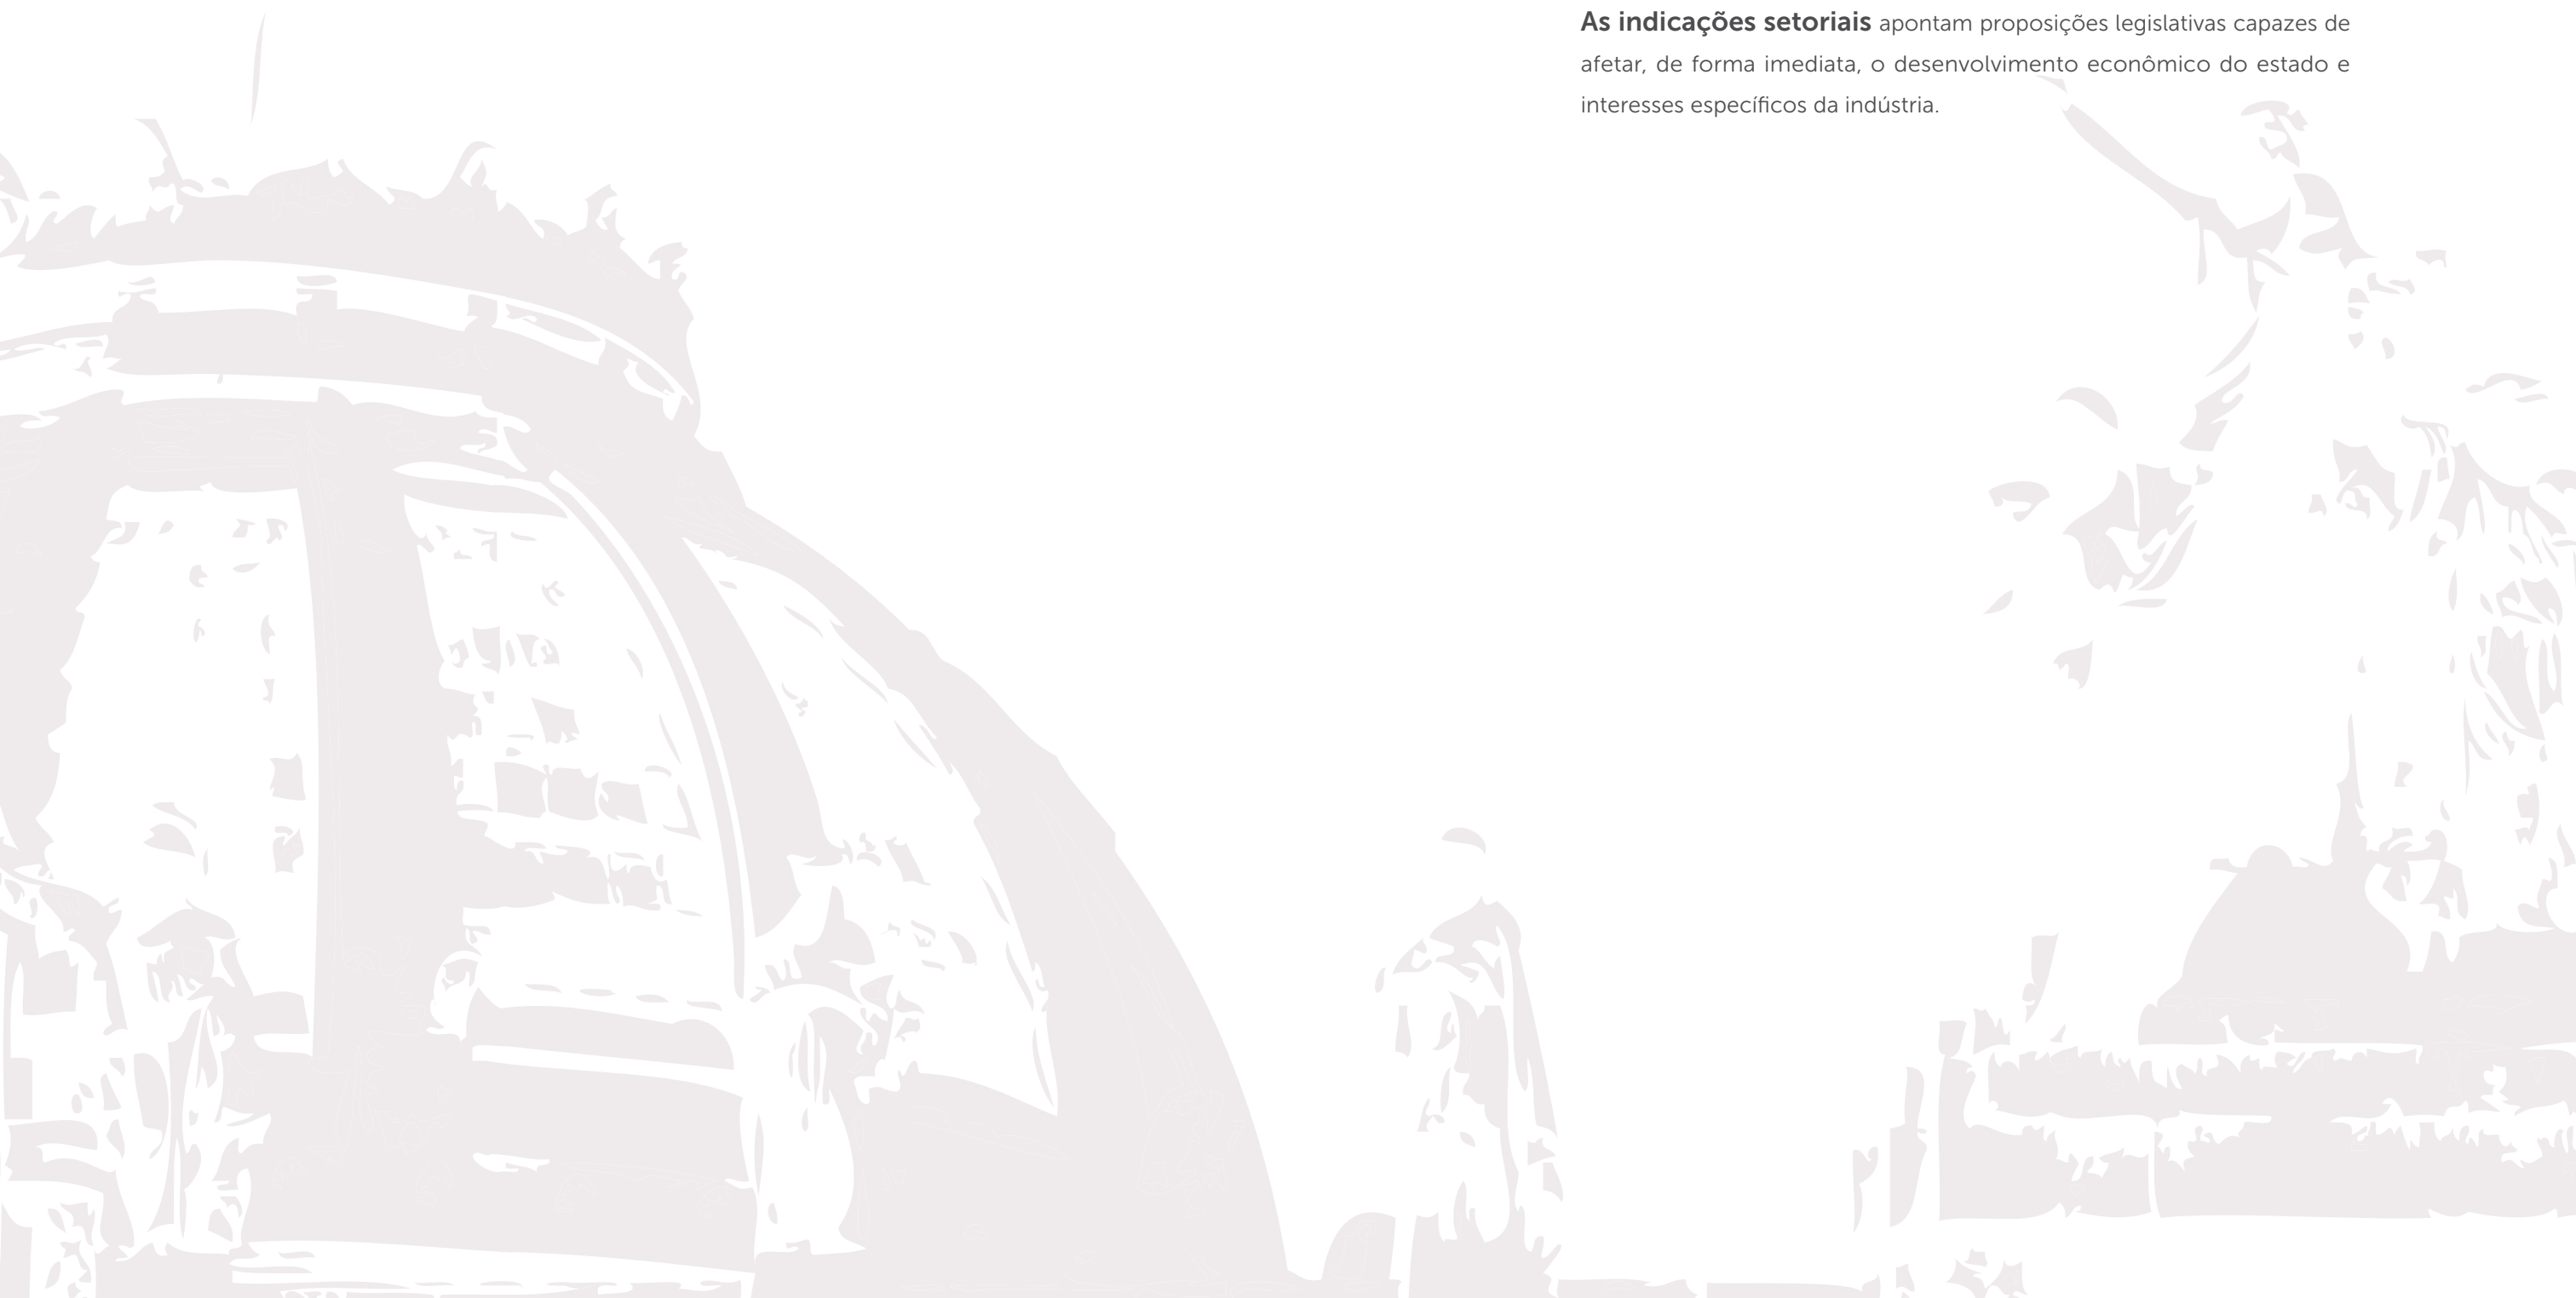 As indicações setoriais apontam proposições legislativas capazes de
afetar, de forma imediata, o desenvolvimento econômico do estado e
interesses específicos da indústria.